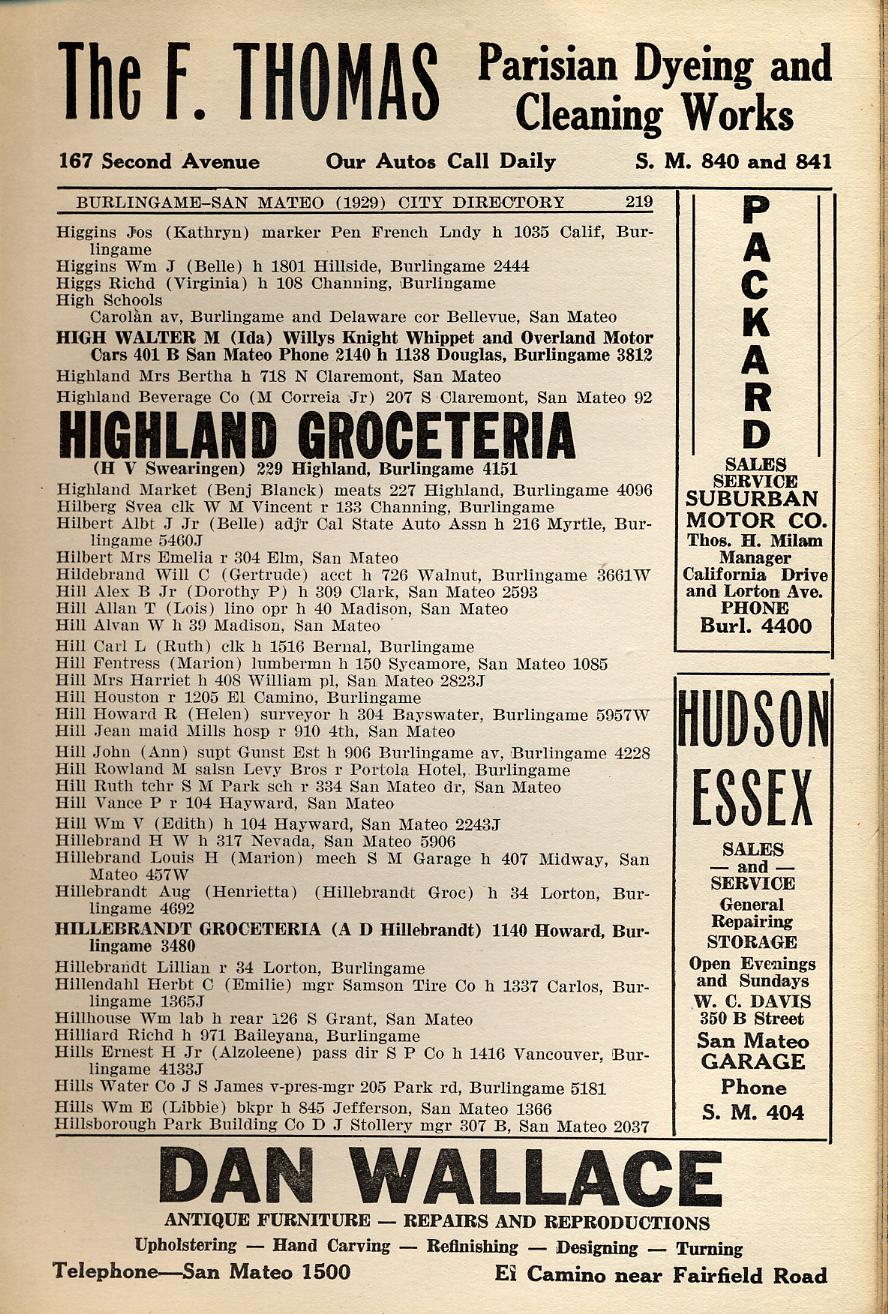 The F. THOMAS
Parisian Dyeing and
Cleaning Works
167 Second Avenue Our Autos Call Daily S. M. 840 and 841
BURLINGAME–SAN MATEO (1929) CITY DIRECTORY 219
Higgins Jos (Kathryn) marker Pen French Lndy h 1035 Calif, Bur-
lingame
Higgins Wm J (Belle) h 1801 Hillside, Burlingame 2444
Higgs Richd (Virginia) h 108 Channing, Burlingame
High Schools
Carolan av, Burlingame and Delaware cor Bellevue, San Mateo
HIGH WALTER M (Ida) Willys Knight Whippet and Overland Motor
Cars 401 B San Mateo Phone 2140 h 1138 Douglas, Burlingame 3812
Highland Mrs Bertha h 718 N Claremont, San Mateo
Highland Beverage Co (M Correia Jr) 207 S Claremont, San Mateo 92
HIGHLAND GROCETERIA
(H V Swearingen) 229 Highland, Burlingame 4151
Highland Market (Benj Blanck) meats 227 Highland, Burlingame 4096
Hilberg Svea clk W M Vincent r 133 Channing, Burlingame
Hilbert Albt J Jr (Belle) adj'r Cal State Auto Assn h 216 Myrtle, Bur-
lingame 5460J
Hilbert Mrs Emelia r 304 Elm, San Mateo
Hildebrand Will C (Gertrude) acct h 726 Walnut, Burlingame 3661W
Hill Alex B Jr (Dorothy P) h 309 Clark, San Mateo 2593
Hill Allan T (Lois) lino opr h 40 Madison, San Mateo
Hill Alvan W h 39 Madison, San Mateo
Hill Carl L (Ruth) clk h 1516 Bernal, Burlingame
Hill Fentress (Marion) lumbermn h 150 Sycamore, San Mateo 1085
Hill Mrs Harriet h 408 William pl, San Mateo 2823J
Hill Houston r 1205 El Camino, Burlingame
Hill Howard R (Helen) surveyor h 304 Bayswater, Burlingame 5957W
Hill Jean maid Mills hosp r 910 4th, San Mateo
Hill John (Ann) supt Gunst Est h 906 Burlingame av, Burlingame 4228
Hill Rowland M salsn Levy Bros r Portola Hotel, Burlingame
Hill Ruth tchr S M Park sch r 334 San Mateo dr, San Mateo
Hill Vance P r 104 Hayward, San Mateo
Hill Wm V (Edith) h 104 Hayward, San Mateo 2243J
Hillebrand H W h 317 Nevada, San Mateo 5906
Hillebrand Louis H (Marion) mech S M Garage h 407 Midway, San
Mateo 457W
Hillebrandt Aug (Henrietta) (Hillebrandt Groc) h 34 Lorton, Bur-
lingame 4692
HILLEBRANDT GROCETERIA (A D Hillebrandt) 1140 Howard, Bur-
lingame 3480
Hillebrandt Lillian r 34 Lorton, Burlingame
Hillendahl Herbt C (Emilie) mgr Samson Tire Co h 1337 Carlos, Bur-
lingame 1365J
Hillhouse Wm lab h rear 126 S Grant, San Mateo
Hilliard Richd h 971 Baileyana, Burlingame
Hills Ernest H Jr (Alzoleene) pass dir S P Co h 1416 Vancouver, Bur-
lingame 4133J
Hills Water Co J S James v-pres-mgr 205 Park rd, Burlingame 5181
Hills Wm E (Libbie) bkpr h 845 Jefferson, San Mateo 1366
Hillsborough Park Building Co D J Stollery mgr 307 B, San Mateo 2037
PACKARD
SALES
SERVICE
SUBURBAN
MOTOR CO.
Thos. H. Milam
Manager
California Drive
and Lorton Ave.
PHONE
Burl. 4400
HUDSON
ESSEX
SALES
— and —
SERVICE
General
Repairing
STORAGE
Open Evenings
and Sundays
W. C. DAVIS
350 B Street
San Mateo
GARAGE
Phone
S. M. 404
DAN WALLACE
ANTIQUE FURNITURE — REPAIRS AND REPRODUCTIONS
Upholstering — Hand Carving — Refinishing — Designing — Turning
Telephone—San Mateo 1500 El Camino near Fairfield Road